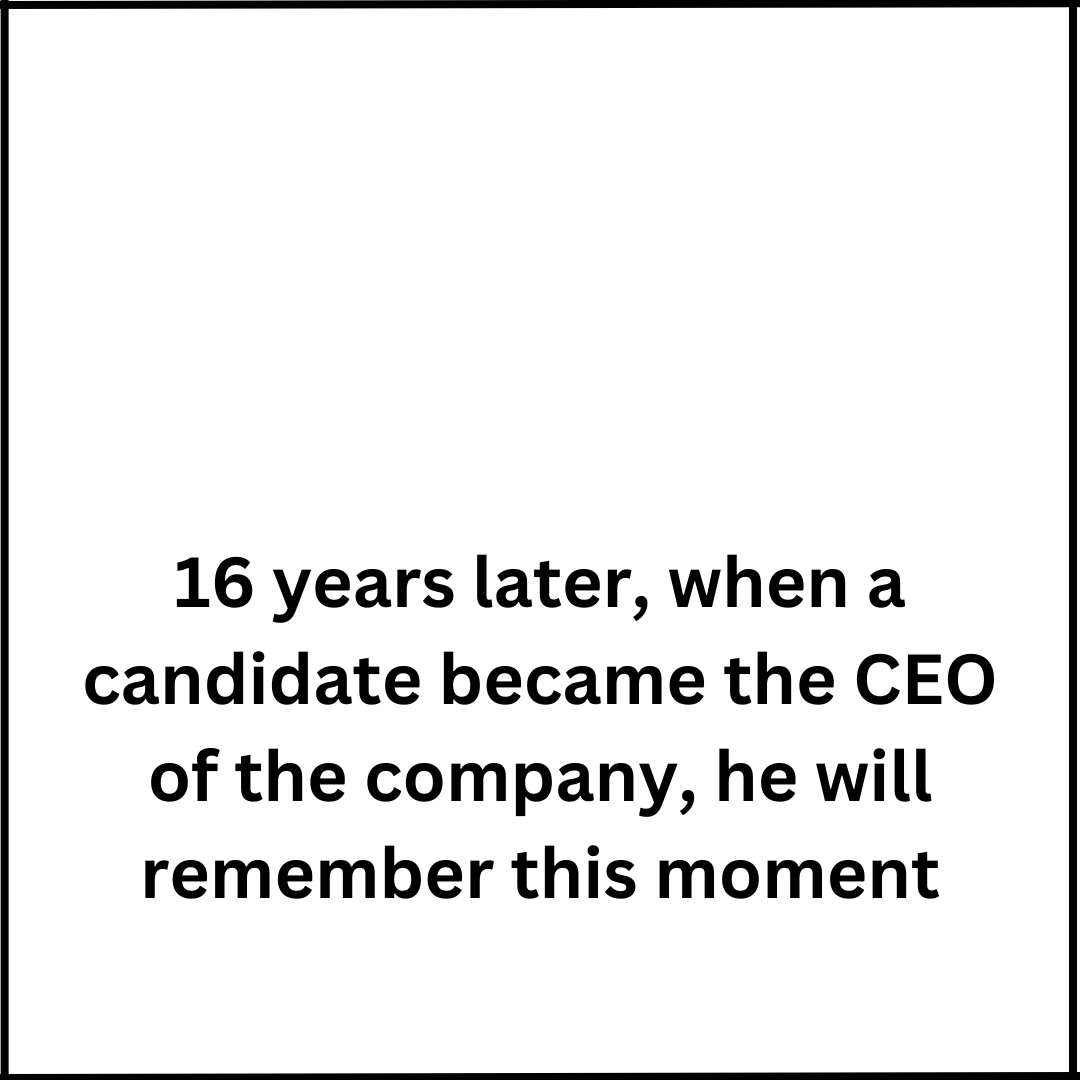 16 years later, when a
candidate became the CEO
of the company, he will
remember this moment